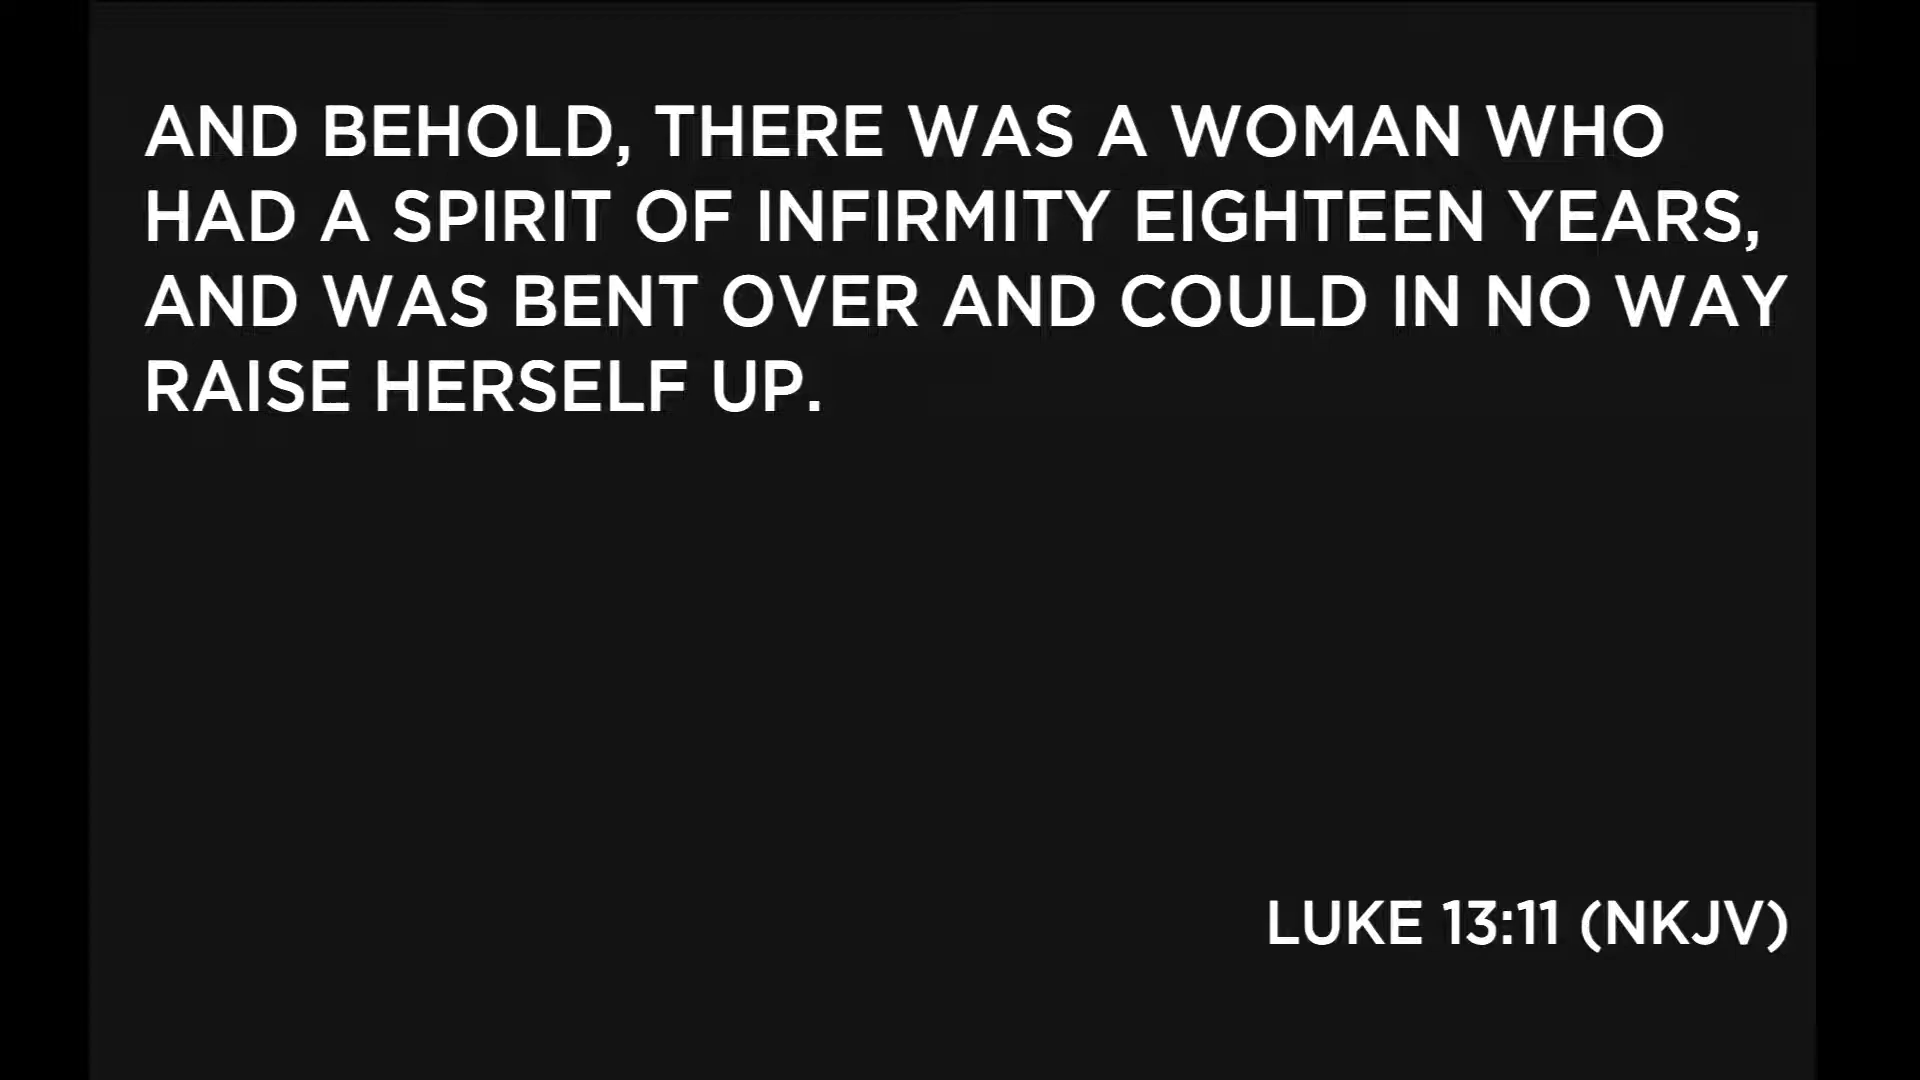 AND BEHOLD, THERE WAS A WOMAN WHO
HAD A SPIRIT OF INFIRMITY EIGHTEEN YEARS,
AND WAS BENT OVER AND COULD IN NO WAY
RAISE HERSELF UP.
LUKE 13:11 (NKJV)